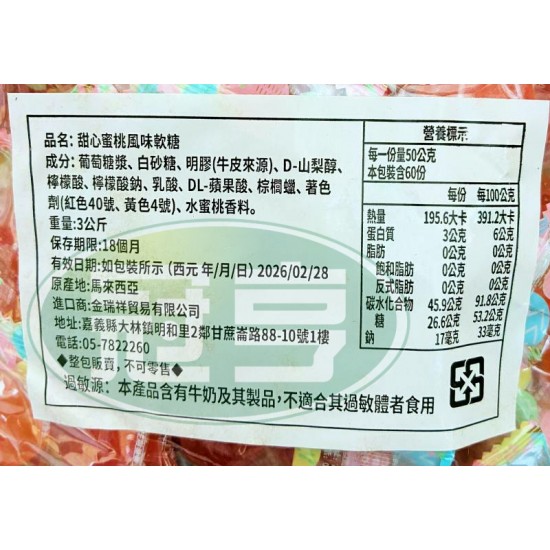 品名: 甜心蜜桃風味軟糖
成分: 葡萄糖漿、白砂糖、明膠(牛皮來源)、D-山梨醇、
檸檬酸、檸檬酸鈉、乳酸、DL-蘋果酸、棕櫚蠟、著色
劑(紅色40號、黃色4號)、水蜜桃香料。
重量:3公斤
保存期限:18個月
有效日期:如包裝所示 (西元 年/月/日) 2026/02/28
原產地:馬來西亞
進口商:金瑞祥貿易有限公司
地址:嘉義縣大林鎮明和里2鄰甘蔗崙路88-10號1樓
電話:05-7822260
◆整包販賣,不可零售◆
過敏源：本產品含有牛奶及其製品,不適合其過敏體者食用
營養標示
每一份量50公克
本包裝含60份
每份 每100公克
熱量 195.6大卡 391.2大卡
蛋白質 3公克 6公克
脂肪 0公克 0公克
飽和脂肪 0公克 0公克
反式脂肪 0公克 0公克
碳水化合物 45.9公克 91.8公克
糖 26.6公克 53.2公克
鈉 17毫克 33毫克